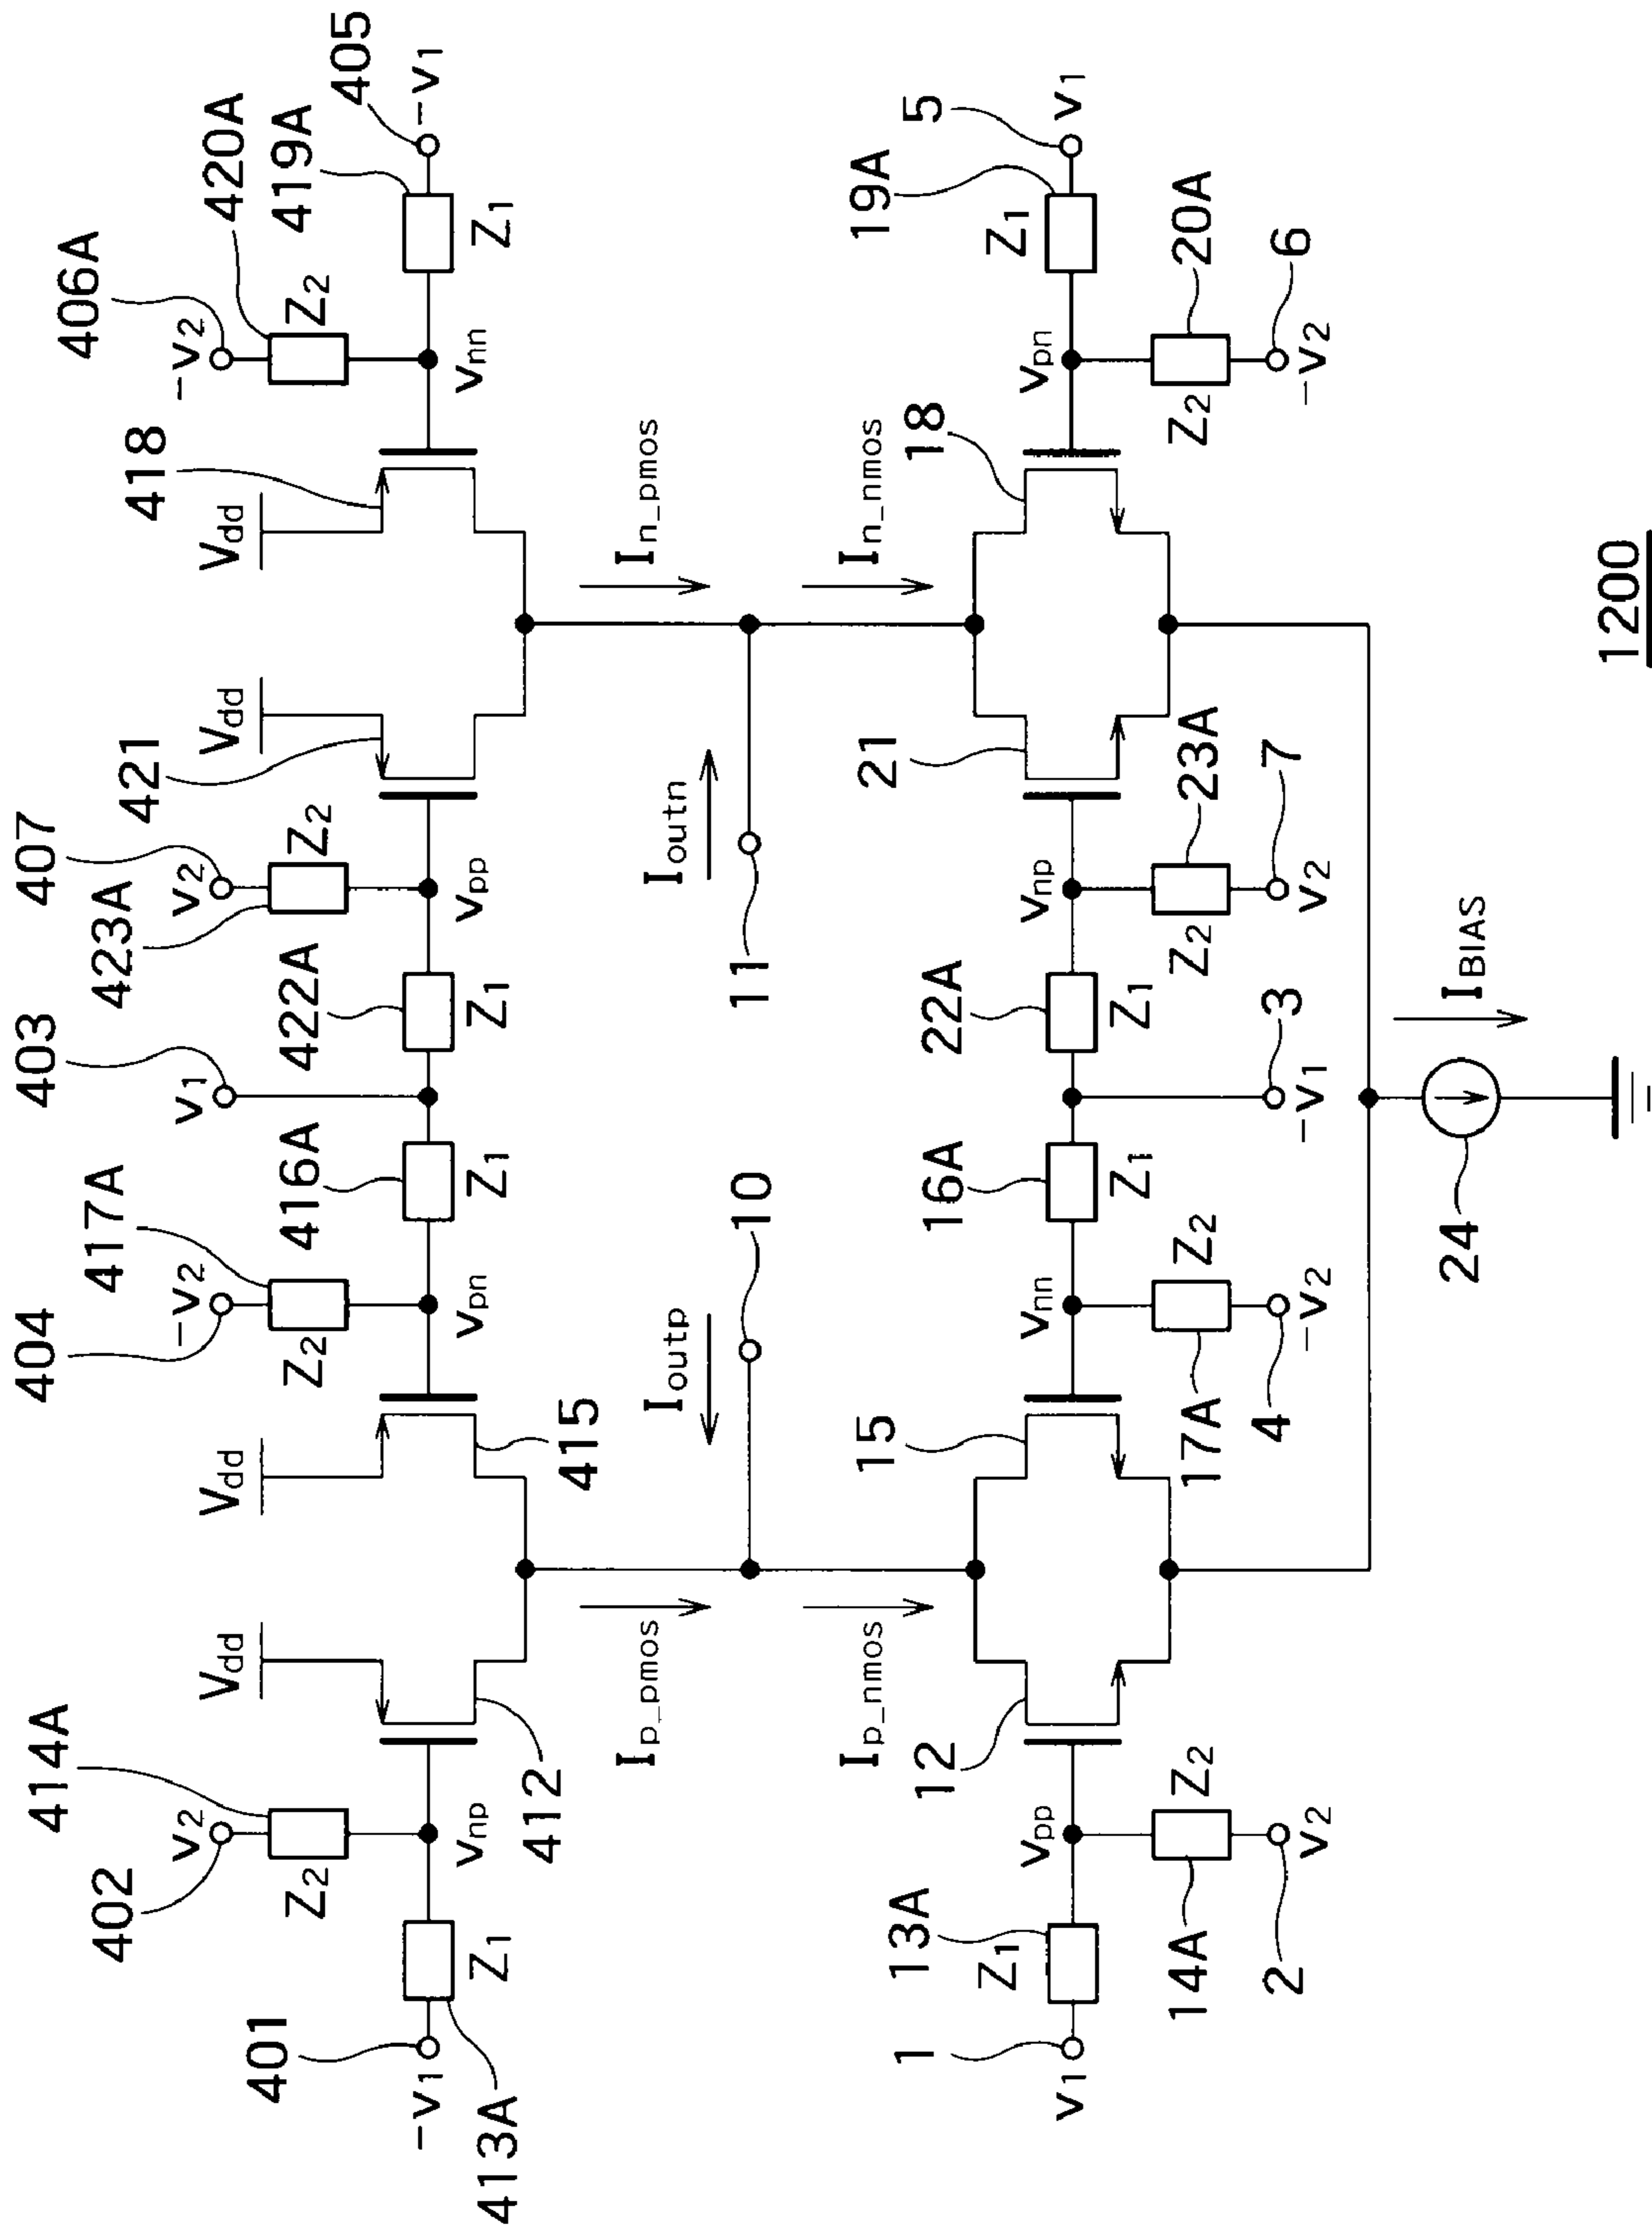 406A
420A
419A
405
-V2
Z2
-V1
Z1
Vnn
418
Vdd
In_pmos
407
423A
421
Vdd
V2
Z2
Vpp
422A
Z1
403
V1
416A
Z1
404
417A
-V2
Z2
Vpn
Vdd
415
414A
402
V2
Z2
Vdd
Vnp
412
401
-V1
Z1
413A
Ip_pmos
Ioutp
10
Ioutn
11
In_nmos
Ip_nmos
1
V1
13A
Z1
Vpp
12
14A
Z2
2
V2
15
Vnn
17A
Z2
4
-V2
16A
Z1
3
-V1
22A
Z1
Vnp
21
23A
Z2
7
V2
18
Vpn
19A
Z1
5
V1
20A
Z2
6
-V2
24
IBIAS
1200